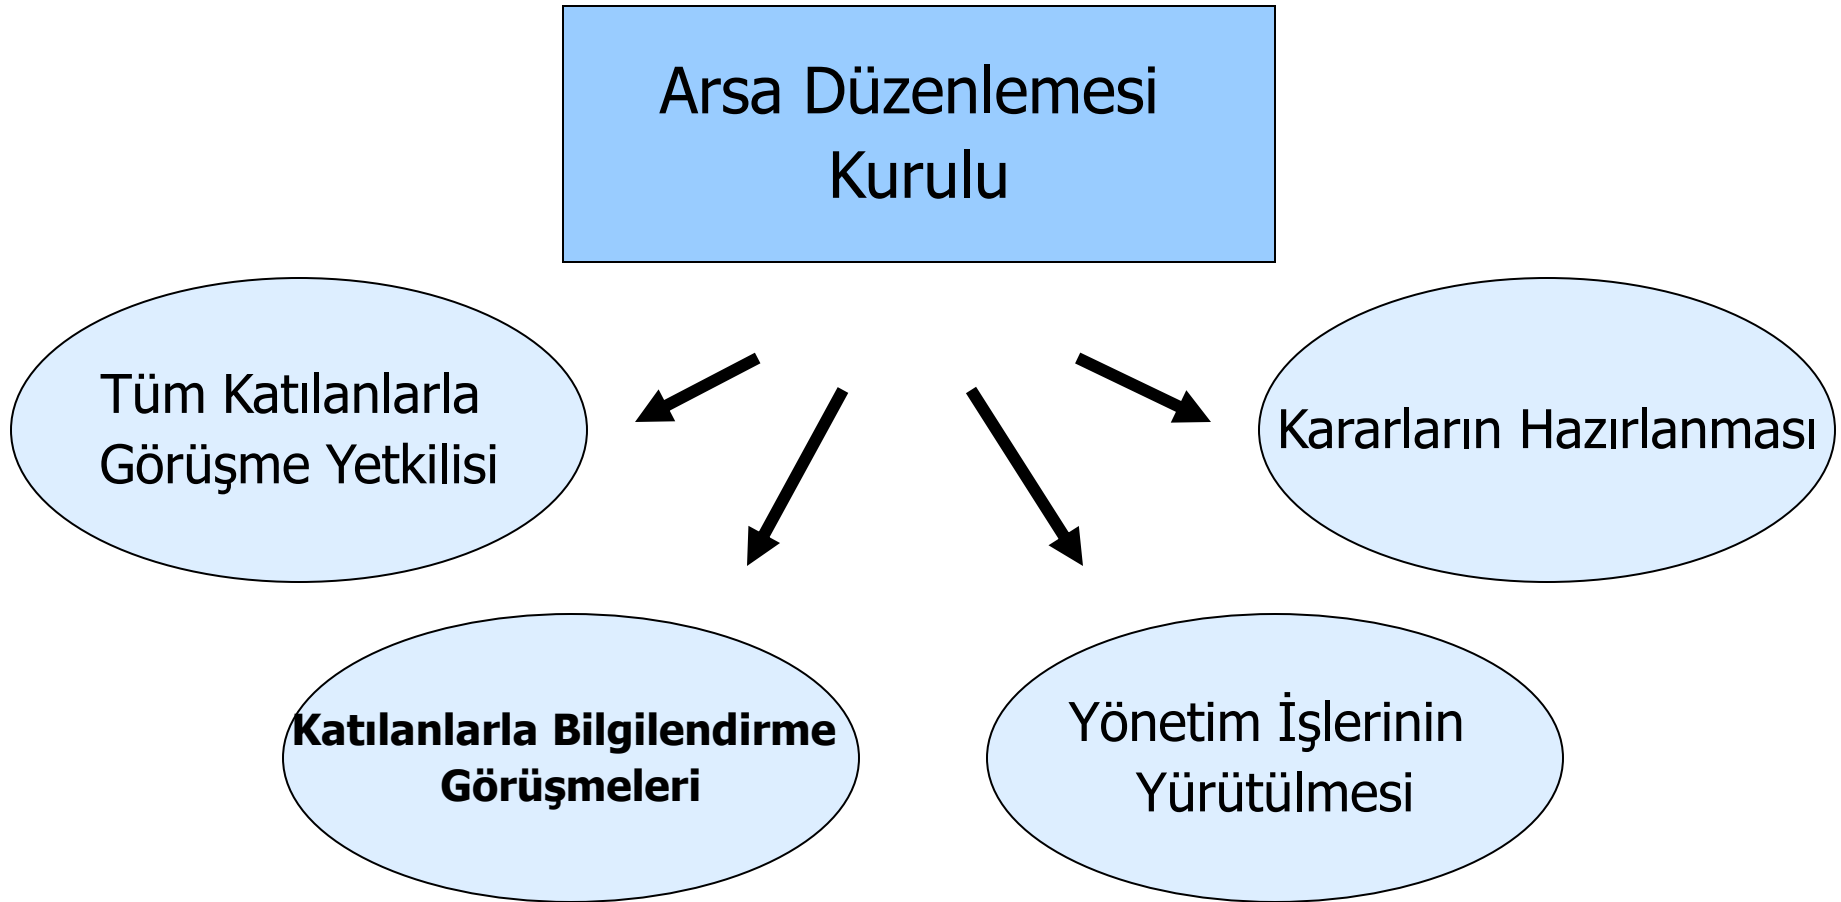 Arsa Düzenlemesi
Kurulu
Tüm Katılanlarla
Görüşme Yetkilisi
Kararların Hazırlanması
Katılanlarla Bilgilendirme
Görüşmeleri
Yönetim İşlerinin
Yürütülmesi